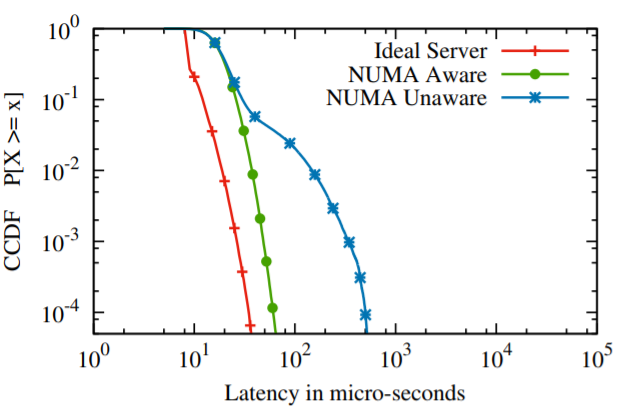 CCDF P[X >= x]
10^0
10^-1
10^-2
10^-3
10^-4
Ideal Server
NUMA Aware
NUMA Unaware
10^0 10^1 10^2 10^3 10^4 10^5
Latency in micro-seconds